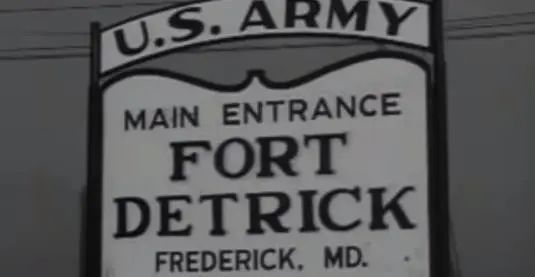 U.S. ARMY
MAIN ENTRANCE
FORT
DETRICK
FREDERICK, MD.